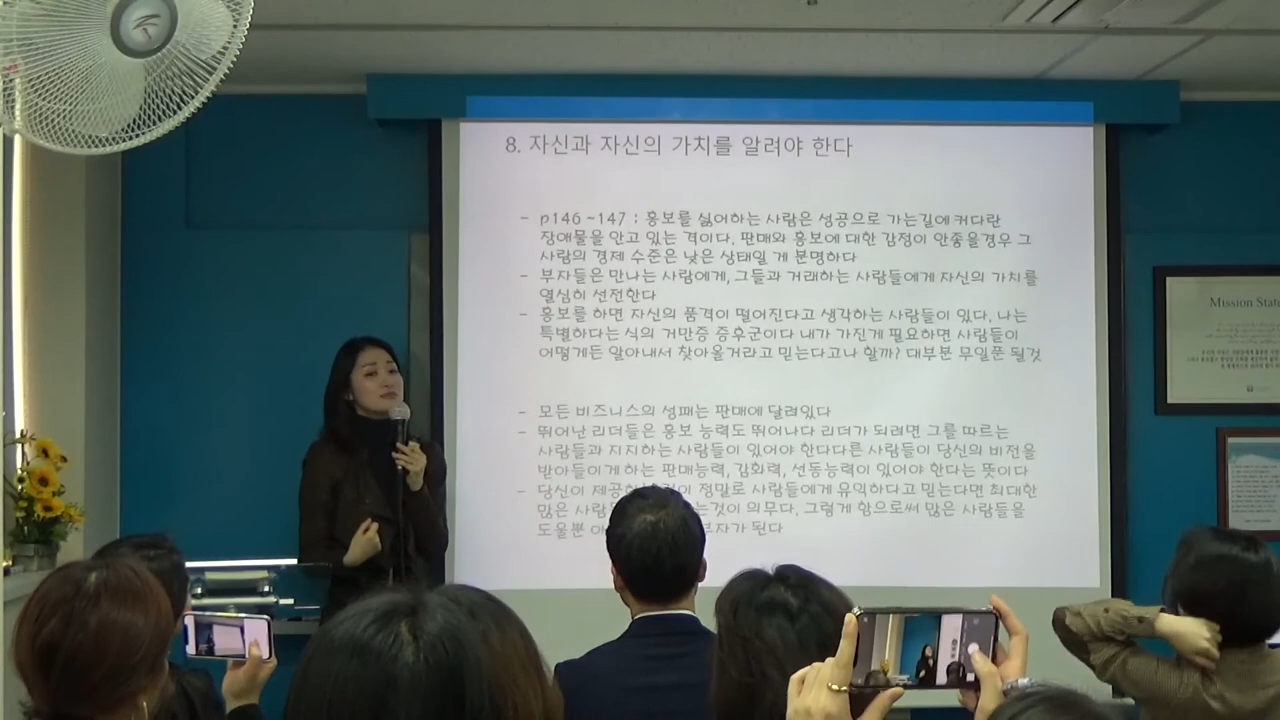 8. 자신과 자신의 가치를 알려야 한다
- p146 ~147 : 홍보를 싫어하는 사람은 성공으로 가는길에 커다란
장애물을 안고 있는 격이다. 판매와 홍보에 대한 감정이 안좋을경우 그
사람의 경제 수준은 낮은 상태일 게 분명하다
- 부자들은 만나는 사람에게, 그들과 거래하는 사람들에게 자신의 가치를
열심히 선전한다
- 홍보를 하면 자신의 품격이 떨어진다고 생각하는 사람들이 있다. 나는
특별하다는 식의 거만증 증후군이다 내가 가진게 필요하면 사람들이
어떻게든 알아내서 찾아올거라고 믿는다고나 할까? 대부분 무일푼 될것
- 모든 비즈니스의 성패는 판매에 달려있다
- 뛰어난 리더들은 홍보 능력도 뛰어나다 리더가 되려면 그를 따르는
사람들과 지지하는 사람들이 있어야 한다다른 사람들이 당신의 비전을
받아들이게 하는 판매능력, 감화력, 선동능력이 있어야 한다는 뜻이다
- 당신이 정말로 사람들에게 유익하다고 믿는다면 최대한
많은 의무다. 그렇게 함으로써 많은 사람들을
도울뿐 된다
Mission